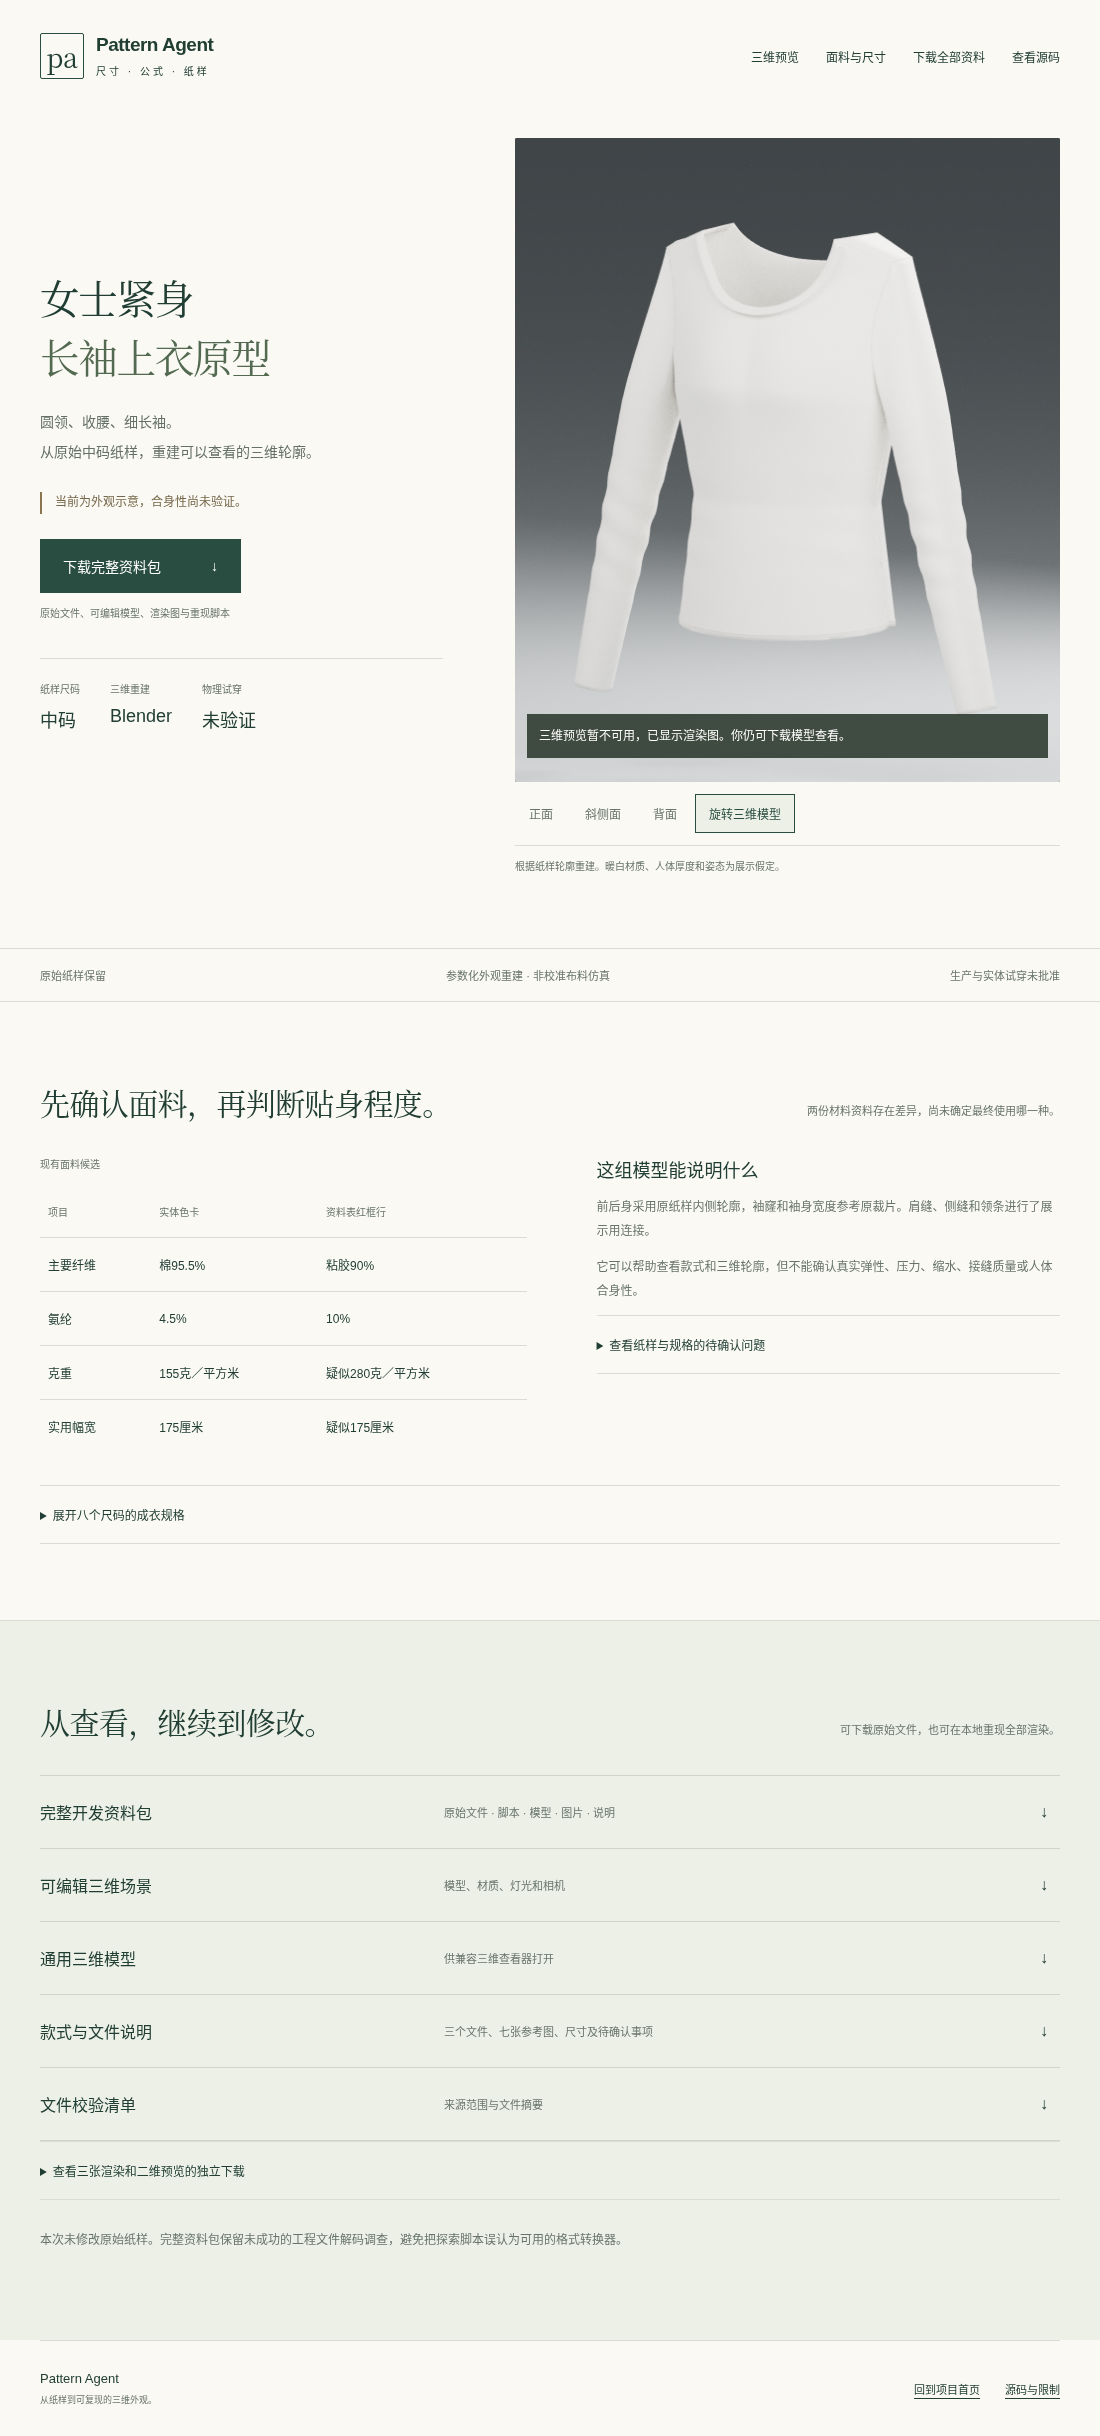 pa
Pattern Agent
尺寸 · 公式 · 纸样
三维预览 面料与尺寸 下载全部资料 查看源码
女士紧身
长袖上衣原型
圆领、收腰、细长袖。
从原始中码纸样，重建可以查看的三维轮廓。
当前为外观示意，合身性尚未验证。
下载完整资料包 ↓
原始文件、可编辑模型、渲染图与重现脚本
纸样尺码 三维重建 物理试穿
中码 Blender 未验证
三维预览暂不可用，已显示渲染图。你仍可下载模型查看。
正面 斜侧面 背面 旋转三维模型
根据纸样轮廓重建。暖白材质、人体厚度和姿态为展示假定。
原始纸样保留 参数化外观重建 · 非校准布料仿真 生产与实体试穿未批准
先确认面料，再判断贴身程度。
两份材料资料存在差异，尚未确定最终使用哪一种。
现有面料候选
项目 实体色卡 资料表红框行
主要纤维 棉95.5% 粘胶90%
氨纶 4.5% 10%
克重 155克／平方米 疑似280克／平方米
实用幅宽 175厘米 疑似175厘米
这组模型能说明什么
前后身采用原纸样内侧轮廓，袖窿和袖身宽度参考原裁片。肩缝、侧缝和领条进行了展
示用连接。
它可以帮助查看款式和三维轮廓，但不能确认真实弹性、压力、缩水、接缝质量或人体
合身性。
▶ 查看纸样与规格的待确认问题
▶ 展开八个尺码的成衣规格
从查看，继续到修改。
可下载原始文件，也可在本地重现全部渲染。
完整开发资料包 原始文件 · 脚本 · 模型 · 图片 · 说明 ↓
可编辑三维场景 模型、材质、灯光和相机 ↓
通用三维模型 供兼容三维查看器打开 ↓
款式与文件说明 三个文件、七张参考图、尺寸及待确认事项 ↓
文件校验清单 来源范围与文件摘要 ↓
▶ 查看三张渲染和二维预览的独立下载
本次未修改原始纸样。完整资料包保留未成功的工程文件解码调查，避免把探索脚本误认为可用的格式转换器。
Pattern Agent
从纸样到可复现的三维外观。
回到项目首页 源码与限制